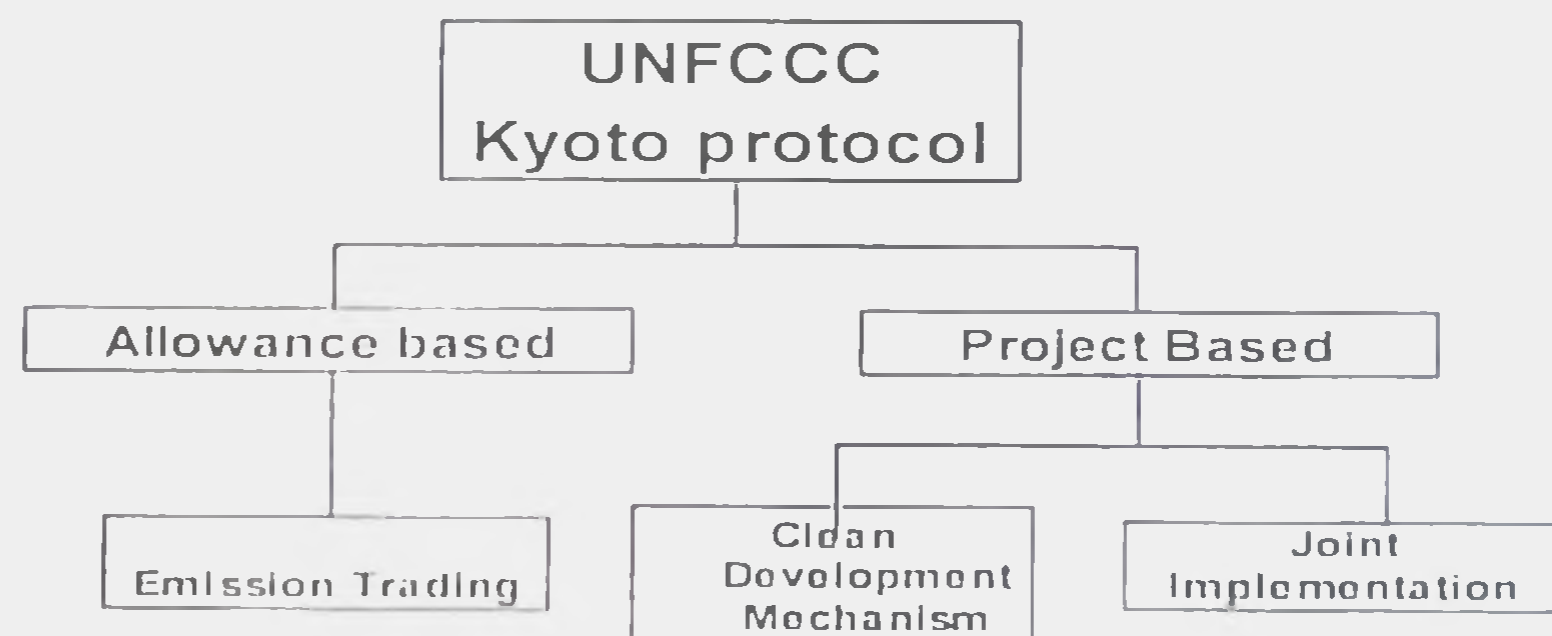 UNFCCC
Kyoto protocol
Allowance based
Project Based
Emission Trading
Clean
Development
Mechanism
Joint
Implementation